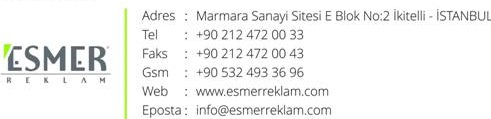 ESMER
REKLAM
Adres : Marmara Sanayi Sitesi E Blok No:2 İkitelli - İSTANBUL
Tel : +90 212 472 00 33
Faks : +90 212 472 00 43
Gsm : +90 532 493 36 96
Web : www.esmerreklam.com
Eposta : info@esmerreklam.com